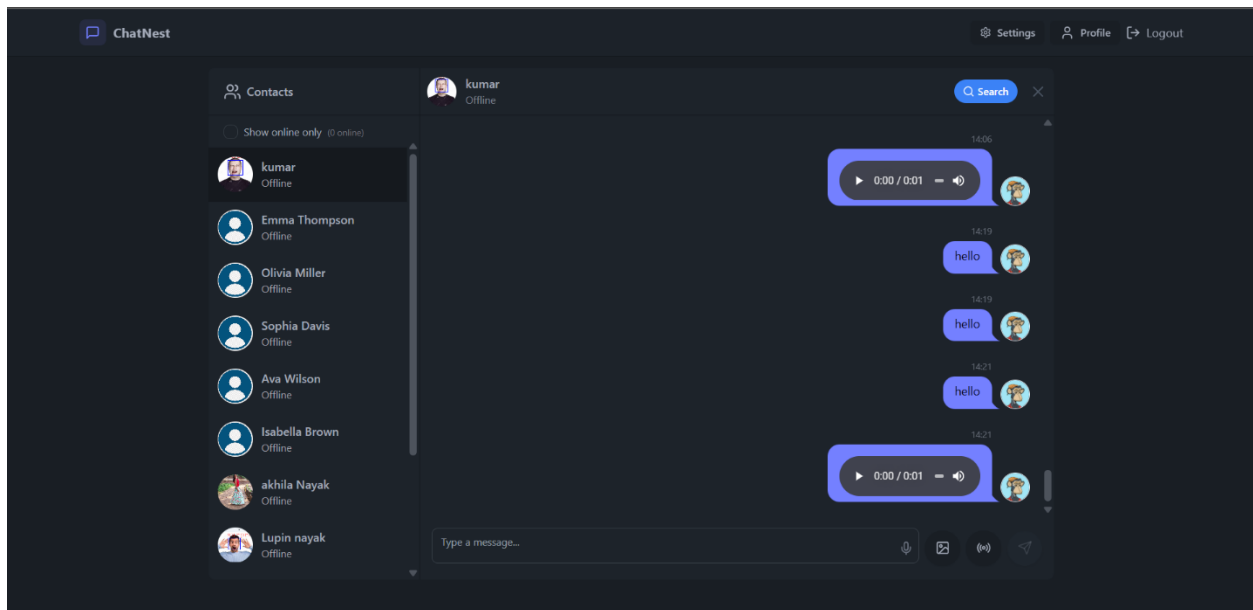 ChatNest
Settings
Profile
Logout
Contacts
Show online only (0 online)
kumar
Offline
Emma Thompson
Offline
Olivia Miller
Offline
Sophia Davis
Offline
Ava Wilson
Offline
Isabella Brown
Offline
akhila Nayak
Offline
Lupin nayak
Offline
kumar
Offline
Search
14:06
0:00 / 0:01
14:19
hello
14:19
hello
14:21
hello
14:21
0:00 / 0:01
Type a message...